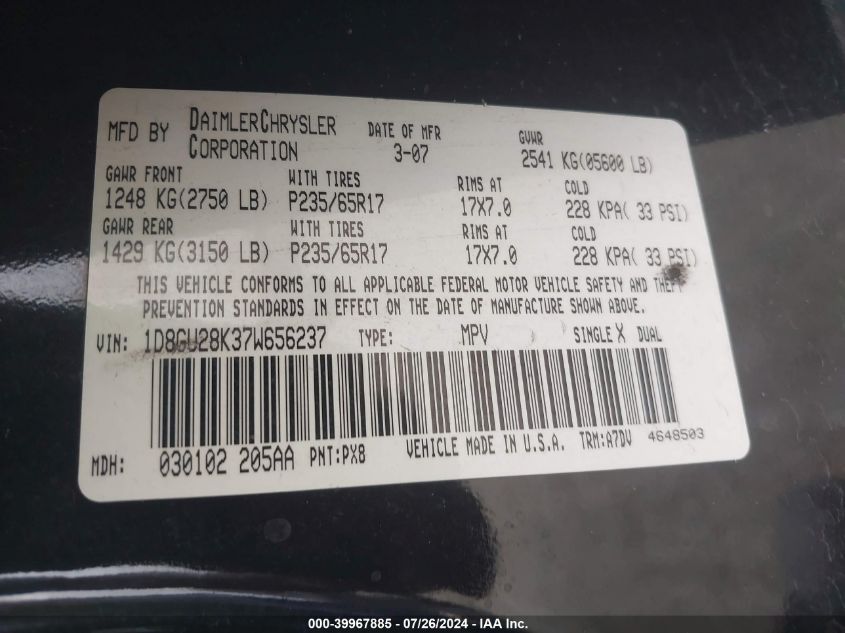 MFD BY DAIMLERCHRYSLER CORPORATION DATE OF MFR 3-07 GVWR 2541 KG(05600 LB)
GAWR FRONT WITH TIRES RIMS AT COLD
1248 KG(2750 LB) P235/65R17 17X7.0 228 KPA( 33 PSI)
GAWR REAR WITH TIRES RIMS AT COLD
1429 KG(3150 LB) P235/65R17 17X7.0 228 KPA( 33 PSI)
THIS VEHICLE CONFORMS TO ALL APPLICABLE FEDERAL MOTOR VEHICLE SAFETY AND THEFT
PREVENTION STANDARDS IN EFFECT ON THE DATE OF MANUFACTURE SHOWN ABOVE.
VIN: 1D8GU28K37W656237 TYPE: MPV SINGLE X DUAL
MDH: 030102 205AA PNT:PX8 VEHICLE MADE IN U.S.A. TRM:A7DV 4648503
000-39967885 - 07/26/2024 - IAA Inc.